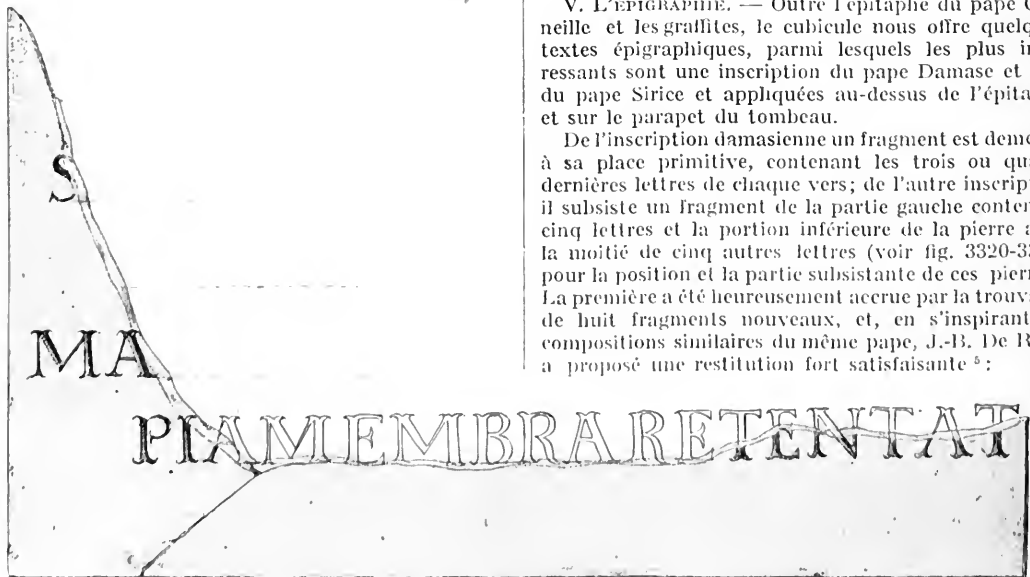 V. L'ÉPIGRAPHIE. — Outre l'épitaphe du pape C
neille et les graffites, le cubicule nous offre quelq
textes épigraphiques, parmi lesquels les plus in
ressants sont une inscription du pape Damase et
du pape Sirice et appliquées au-dessus de l'épita
et sur le parapet du tombeau.
De l'inscription damasienne un fragment est deme
à sa place primitive, contenant les trois ou qua
dernières lettres de chaque vers; de l'autre inscript
il subsiste un fragment de la partie gauche conten
cinq lettres et la portion inférieure de la pierre a
la moitié de cinq autres lettres (voir fig. 3320-33
pour la position et la partie subsistante de ces pierr
La première a été heureusement accrue par la trouva
de huit fragments nouveaux, et, en s'inspirant
compositions similaires du même pape, J.-B. De R
a proposé une restitution fort satisfaisante 5:
S
MA
PIAMEMBRARETENTAT